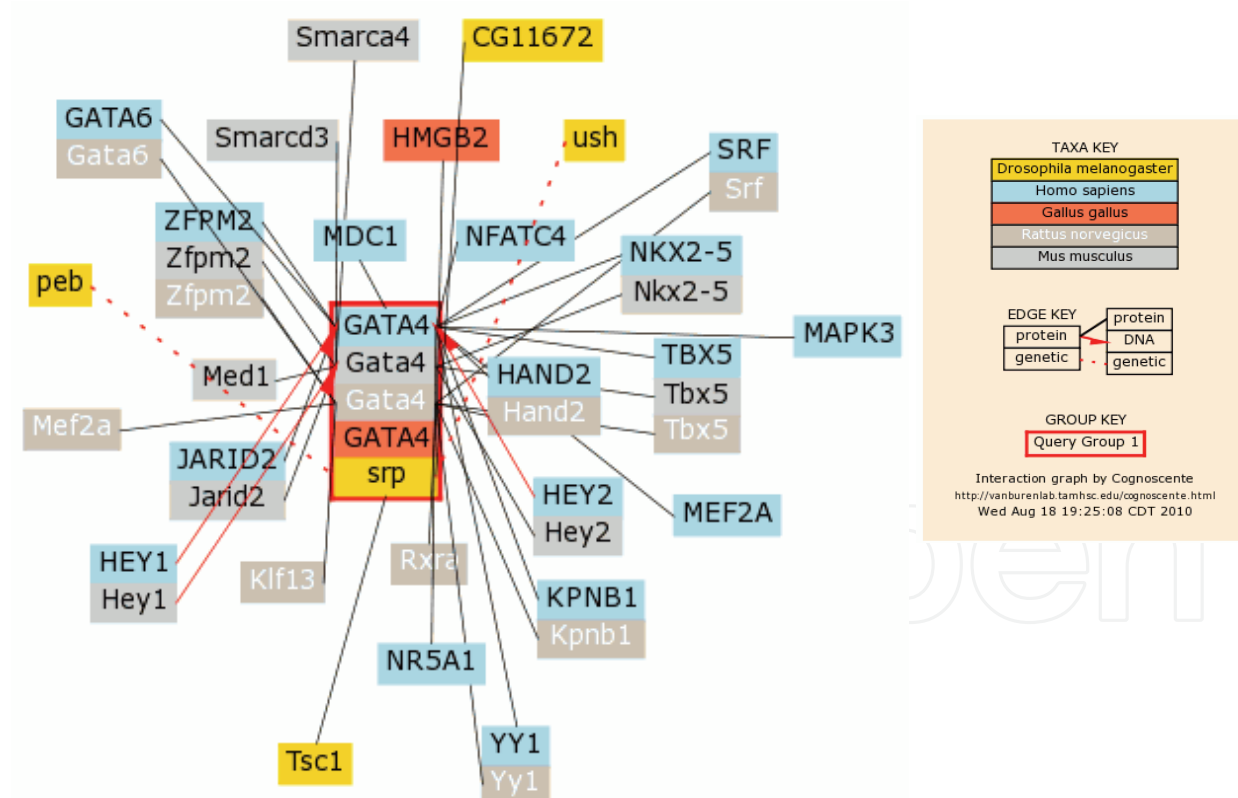 Smarca4
CG11672
GATA6
Gata6
Smarcd3
HMGB2
ush
SRF
Srf
ZFPM2
Zfpm2
Zfpm2
MDC1
NFATC4
NKX2-5
Nkx2-5
peb
GATA4
Gata4
Gata4
GATA4
srp
MAPK3
TBX5
Tbx5
Tbx5
Med1
HAND2
Hand2
Mef2a
JARID2
Jarid2
HEY2
Hey2
MEF2A
HEY1
Hey1
Klf13
Rxra
KPNB1
Kpnb1
NR5A1
Tsc1
YY1
Yy1
TAXA KEY
Drosophila melanogaster
Homo sapiens
Gallus gallus
Rattus norvegicus
Mus musculus
EDGE KEY
protein
genetic
protein
DNA
genetic
GROUP KEY
Query Group 1
Interaction graph by Cognoscente
http://vanburenlab.tamhsc.edu/cognoscente.html
Wed Aug 18 19:25:08 CDT 2010